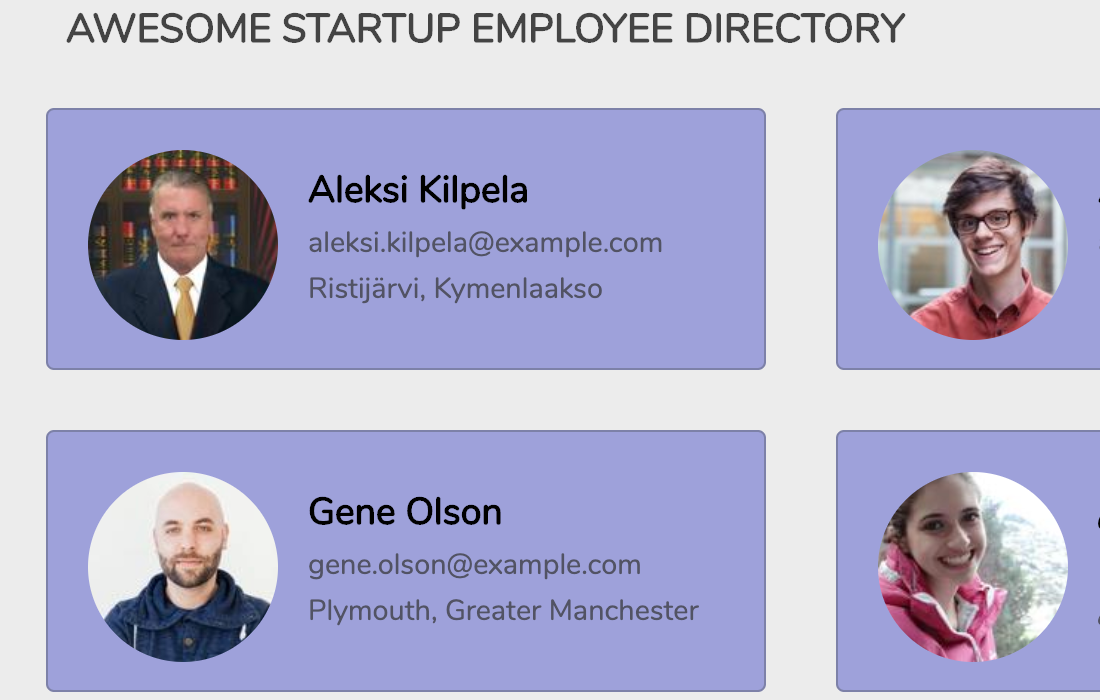 AWESOME STARTUP EMPLOYEE DIRECTORY
Aleksi Kilpela
aleksi.kilpela@example.com
Ristijärvi, Kymenlaakso
Gene Olson
gene.olson@example.com
Plymouth, Greater Manchester